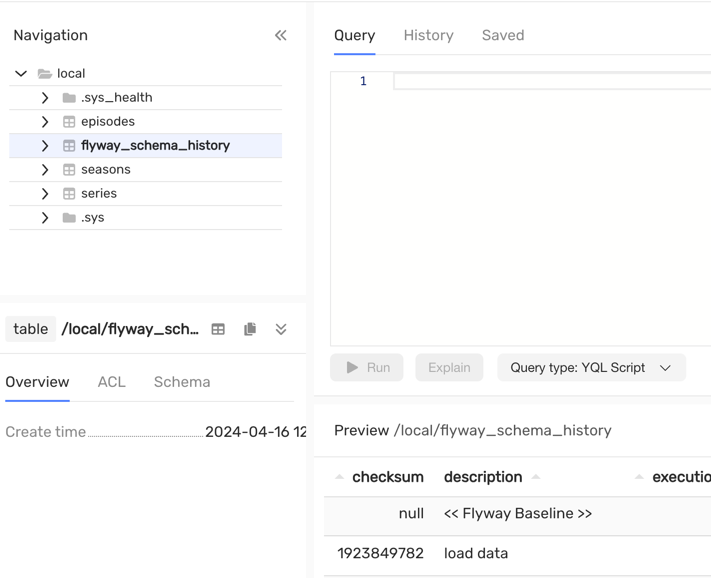 Navigation
local
.sys_health
episodes
flyway_schema_history
seasons
series
.sys
table /local/flyway_sch...
Overview ACL Schema
Create time 2024-04-16 12
Query History Saved
1
Run Explain Query type: YQL Script
Preview /local/flyway_schema_history
checksum description executio
null << Flyway Baseline >>
1923849782 load data